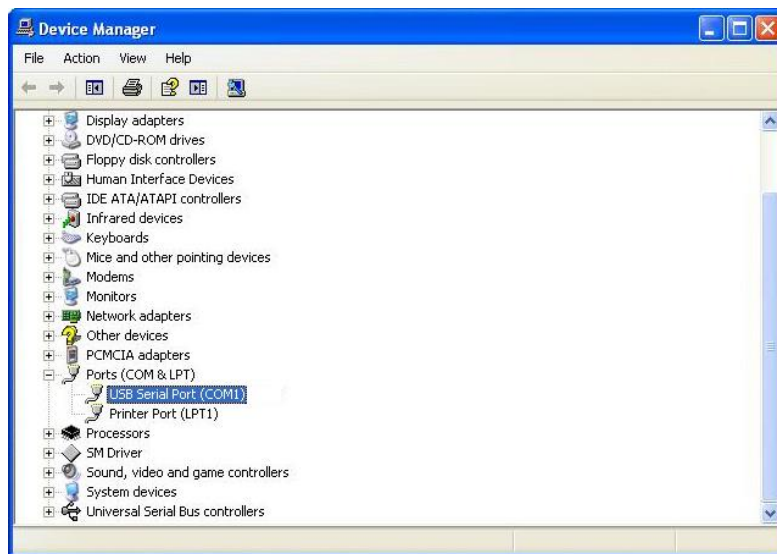 Device Manager
File Action View Help
Display adapters
DVD/CD-ROM drives
Floppy disk controllers
Human Interface Devices
IDE ATA/ATAPI controllers
Infrared devices
Keyboards
Mice and other pointing devices
Modems
Monitors
Network adapters
Other devices
PCMCIA adapters
Ports (COM & LPT)
USB Serial Port (COM1)
Printer Port (LPT1)
Processors
SM Driver
Sound, video and game controllers
System devices
Universal Serial Bus controllers